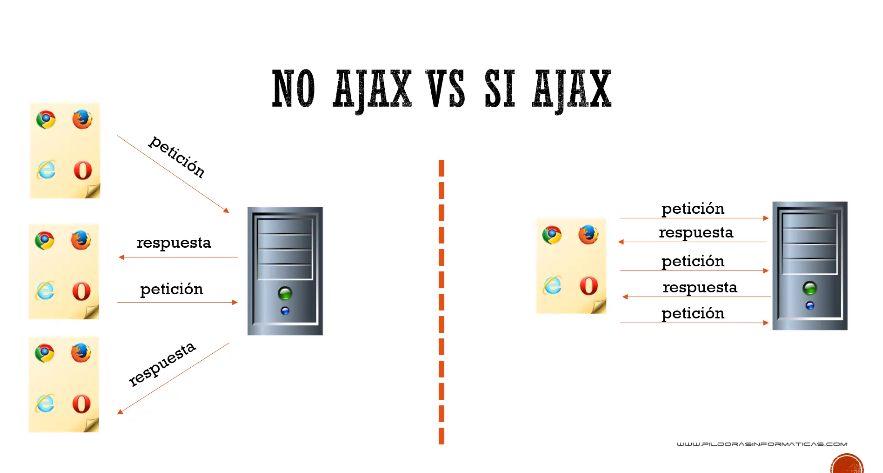 NO AJAX VS SI AJAX
petición
respuesta
petición
respuesta
petición
respuesta
petición
respuesta
petición
WWW.PILDORASINFORMATICAS.COM